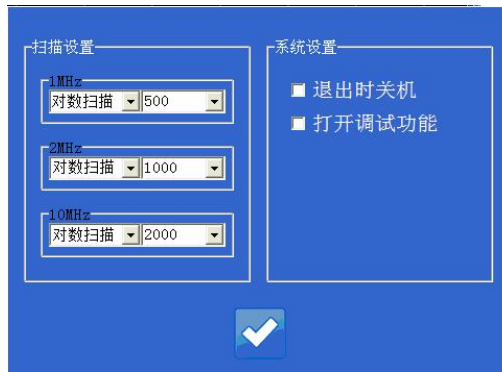 扫描设置
1MHz
对数扫描 500
2MHz
对数扫描 1000
10MHz
对数扫描 2000
系统设置
退出时关机
打开调试功能